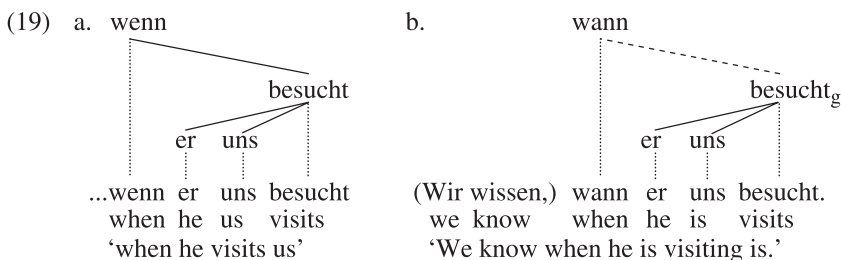 (19) a. wenn b. wann
besucht besuchtg
er uns er uns
...wenn er uns besucht (Wir wissen,) wann er uns besucht.
when he us visits we know when he is visits
‘when he visits us’ ‘We know when he is visiting is.’